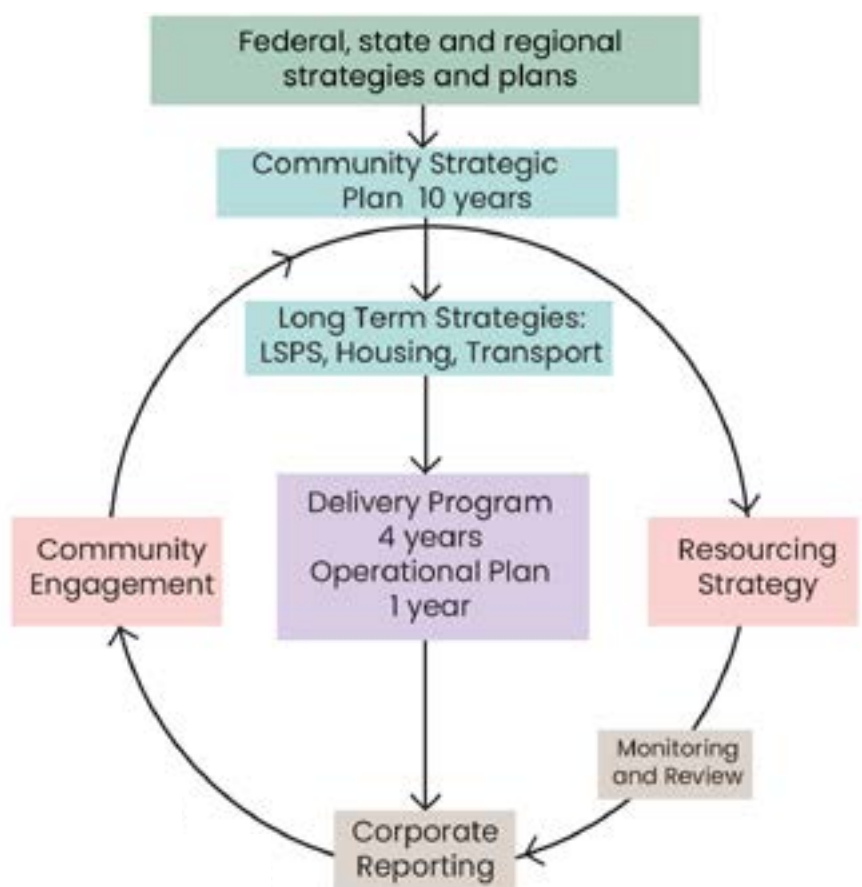 Federal, state and regional
strategies and plans
Community Strategic
Plan 10 years
Long Term Strategies:
LSPS, Housing, Transport
Delivery Program
4 years
Operational Plan
1 year
Community
Engagement
Resourcing
Strategy
Monitoring
and Review
Corporate
Reporting